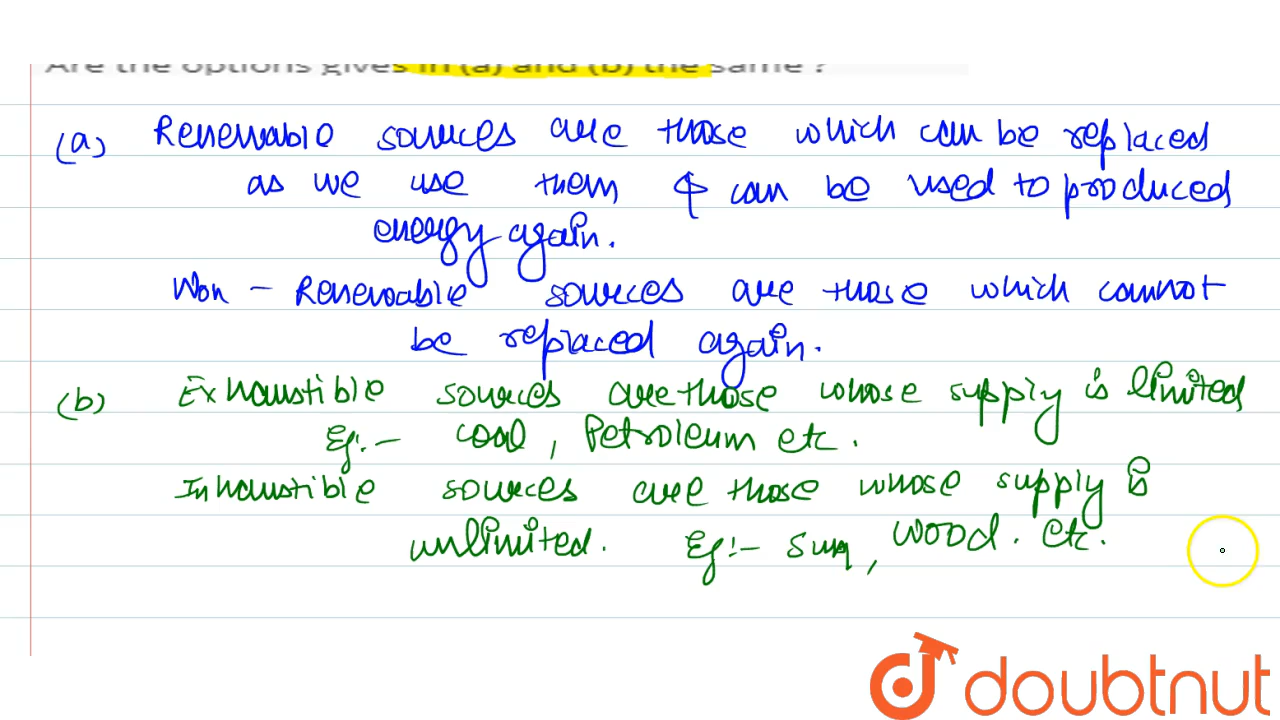 Are the options gives in (a) and (b) the same ?
(a) Renewable sources are those which can be replaced
as we use them & can be used to produced
energy again.
Non - Renewable sources are those which cannot
be replaced again.
(b) Exhaustible sources are those whose supply is limited
Eg:- coal, Petroleum etc.
Inhaustible sources are those whose supply is
unlimited. Eg:- Sun, wood. etc.
doubtnut